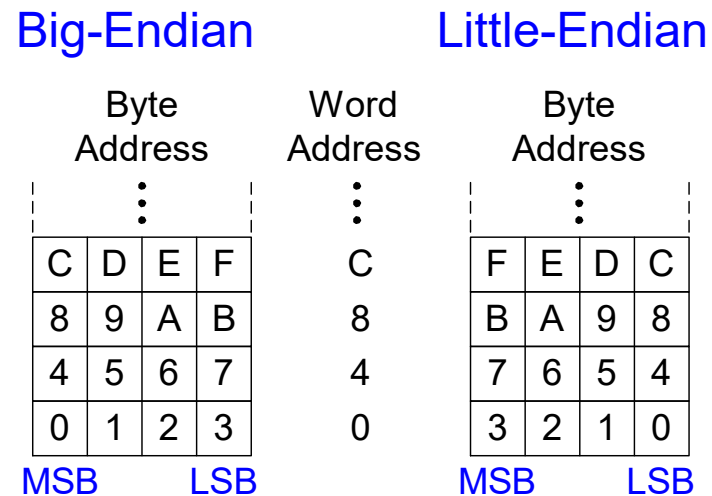 Big-Endian Little-Endian
Byte Address Word Address Byte Address
C D E F C F E D C
8 9 A B 8 B A 9 8
4 5 6 7 4 7 6 5 4
0 1 2 3 0 3 2 1 0
MSB LSB MSB LSB